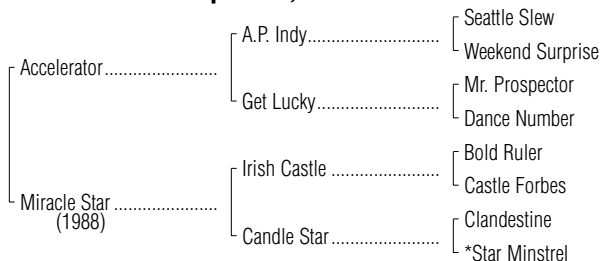 Seattle Slew
A.P. Indy
Weekend Surprise
Accelerator
Mr. Prospector
Get Lucky
Dance Number
Bold Ruler
Irish Castle
Castle Forbes
Miracle Star
(1988)
Clandestine
Candle Star
*Star Minstrel